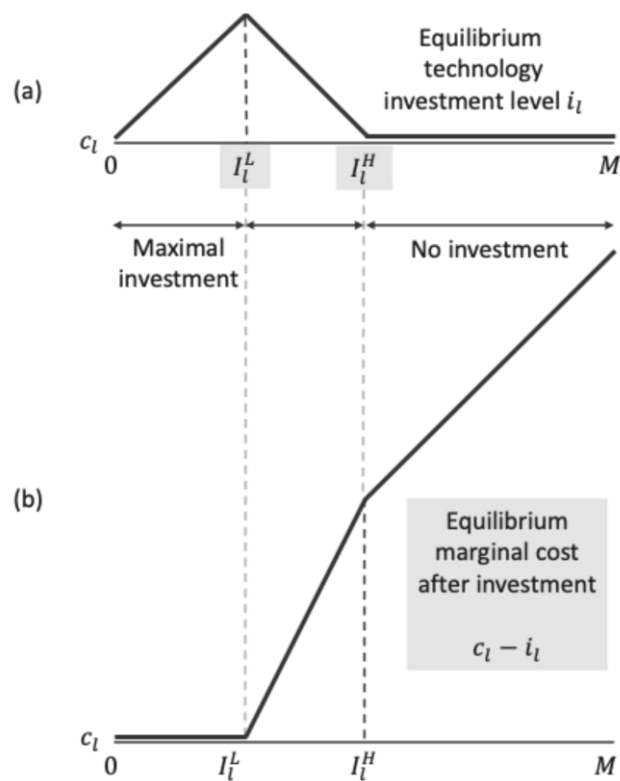 (a)
Equilibrium
technology
investment level $i_l$
$c_l$
0
$I_l^L$
$I_l^H$
$M$
Maximal
investment
No investment
(b)
Equilibrium
marginal cost
after investment
$c_l - i_l$
$c_l$
0
$I_l^L$
$I_l^H$
$M$